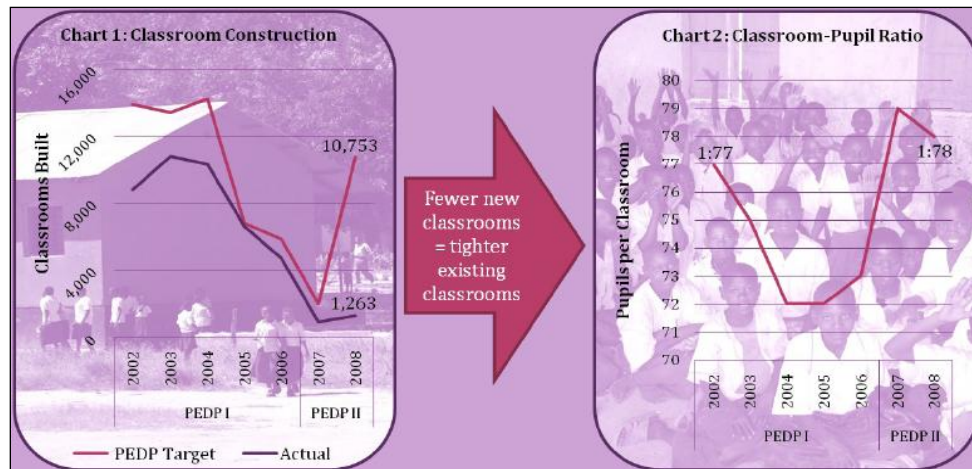 Chart 1: Classroom Construction
Classrooms Built
16,000
12,000
8,000
4,000
0
10,753
1,263
2002
2003
2004
2005
2006
2007
2008
PEDP I
PEDP II
PEDP Target
Actual
Fewer new
classrooms
= tighter
existing
classrooms
Chart 2: Classroom-Pupil Ratio
Pupils per Classroom
80
79
78
77
76
75
74
73
72
71
70
1:77
1:78
2002
2003
2004
2005
2006
2007
2008
PEDP I
PEDP II